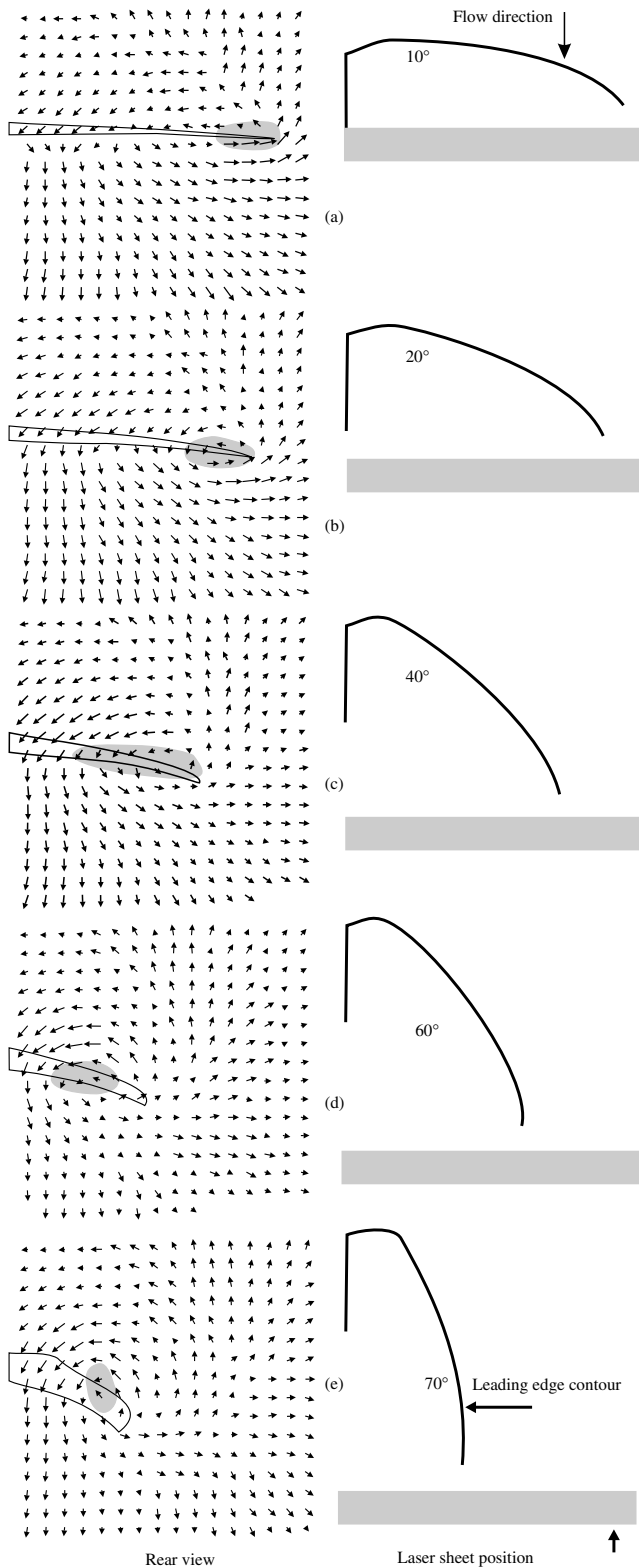 Flow direction
10°
(a)
20°
(b)
40°
(c)
60°
(d)
70°
Leading edge contour
(e)
Rear view
Laser sheet position